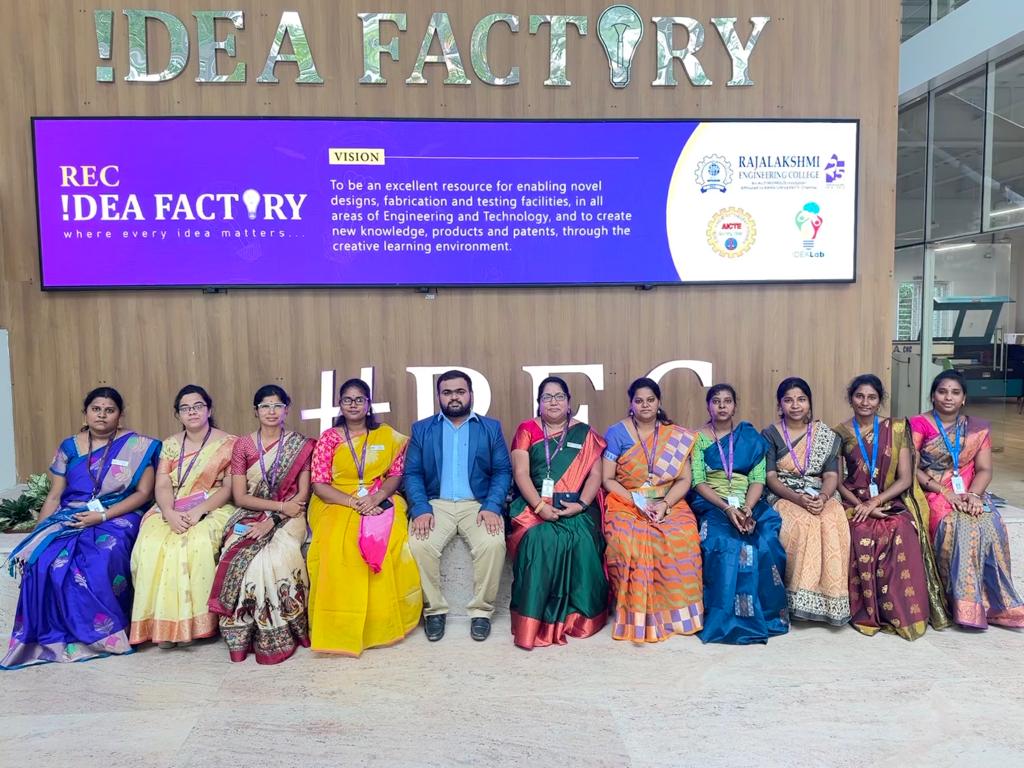 !DEA FACTORY
VISION
REC
!DEA FACTORY
where every idea matters...
To be an excellent resource for enabling novel
designs, fabrication and testing facilities, in all
areas of Engineering and Technology, and to create
new knowledge, products and patents, through the
creative learning environment.
RAJALAKSHMI
ENGINEERING COLLEGE
AICTE
IDEALab
#REC
CNC